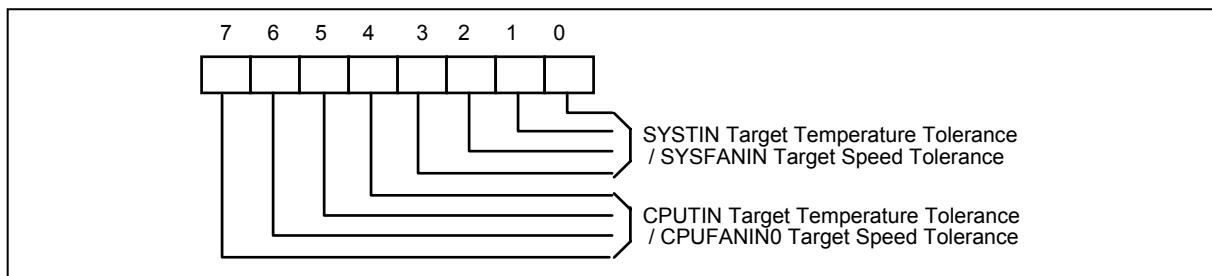 7 6 5 4 3 2 1 0
SYSTIN Target Temperature Tolerance
/ SYSFANIN Target Speed Tolerance
CPUTIN Target Temperature Tolerance
/ CPUFANIN0 Target Speed Tolerance